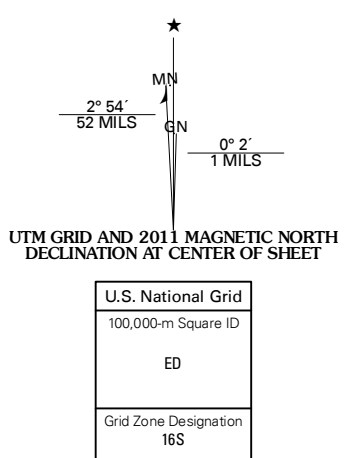 ★
MN
2° 54´
52 MILS
GN
0° 2´
1 MILS
UTM GRID AND 2011 MAGNETIC NORTH
DECLINATION AT CENTER OF SHEET
U.S. National Grid
100,000-m Square ID
ED
Grid Zone Designation
16S